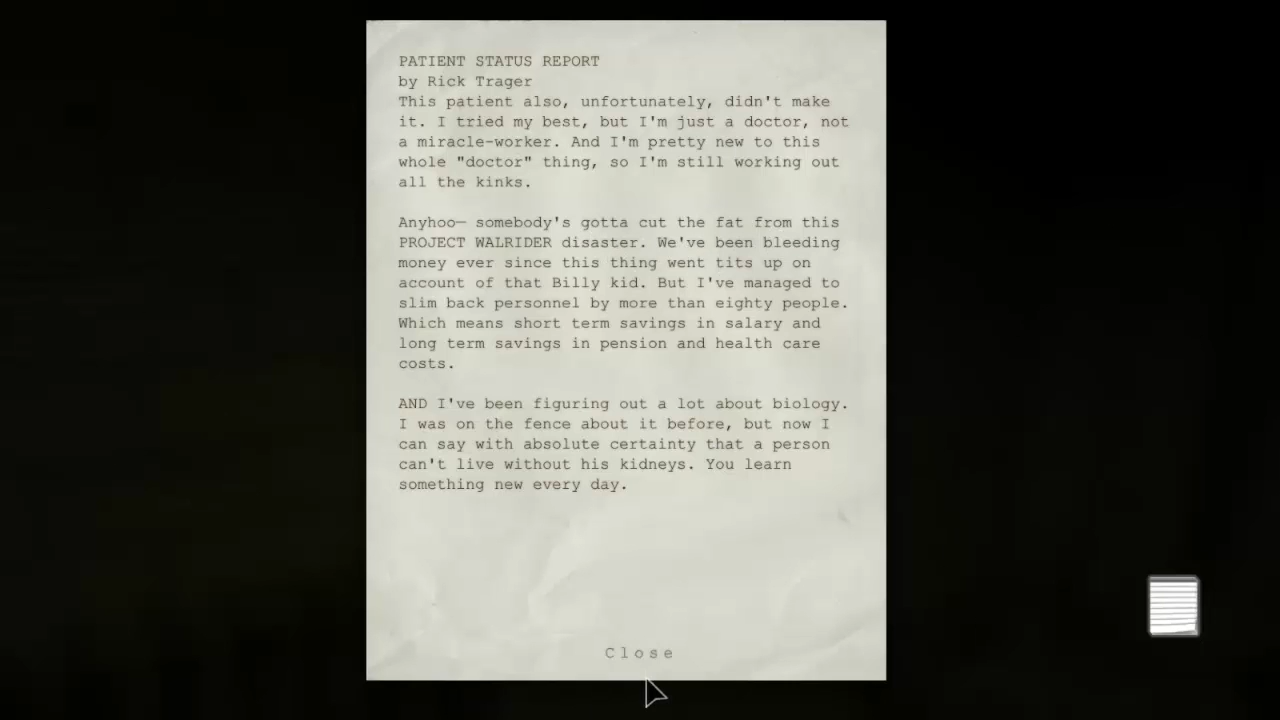 PATIENT STATUS REPORT
by Rick Trager
This patient also, unfortunately, didn't make
it. I tried my best, but I'm just a doctor, not
a miracle-worker. And I'm pretty new to this
whole "doctor" thing, so I'm still working out
all the kinks.
Anyhoo— somebody's gotta cut the fat from this
PROJECT WALRIDER disaster. We've been bleeding
money ever since this thing went tits up on
account of that Billy kid. But I've managed to
slim back personnel by more than eighty people.
Which means short term savings in salary and
long term savings in pension and health care
costs.
AND I've been figuring out a lot about biology.
I was on the fence about it before, but now I
can say with absolute certainty that a person
can't live without his kidneys. You learn
something new every day.
Close